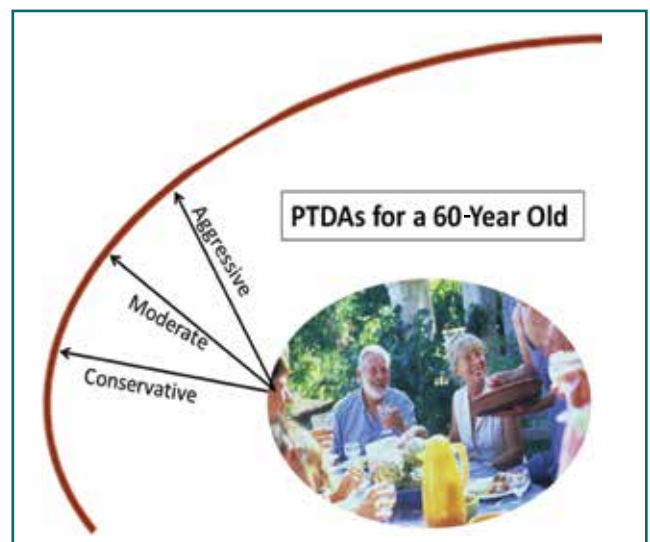 PTDAs for a 60-Year Old
Aggressive
Moderate
Conservative